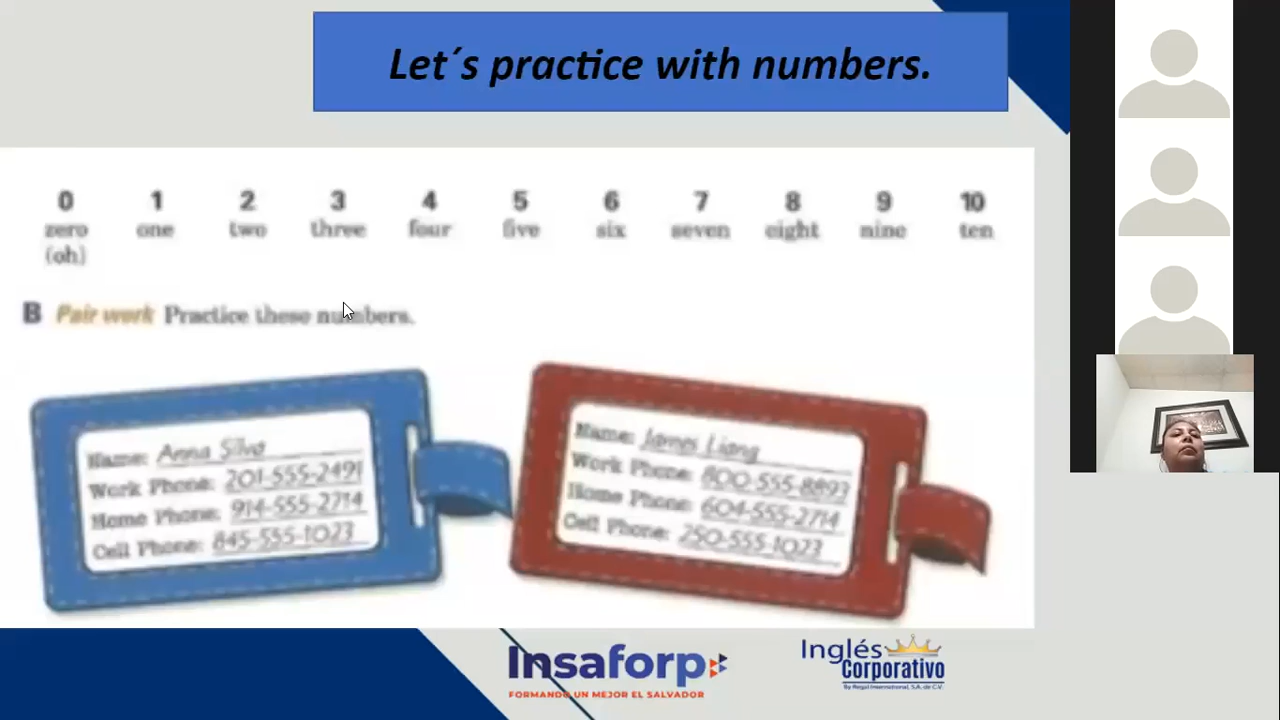 Let´s practice with numbers.
0 1 2 3 4 5 6 7 8 9 10
zero one two three four five six seven eight nine ten
(oh)
B Pair work Practice these numbers.
Name: Anna Silva
Work Phone: 201-555-2491
Home Phone: 914-555-2714
Cell Phone: 845-555-1023
Name: James Liang
Work Phone: 800-555-8893
Home Phone: 604-555-2714
Cell Phone: 250-555-1023
Insaforp
FORMANDO UN MEJOR EL SALVADOR
Inglés
Corporativo
By Regal International, S.A. de C.V.